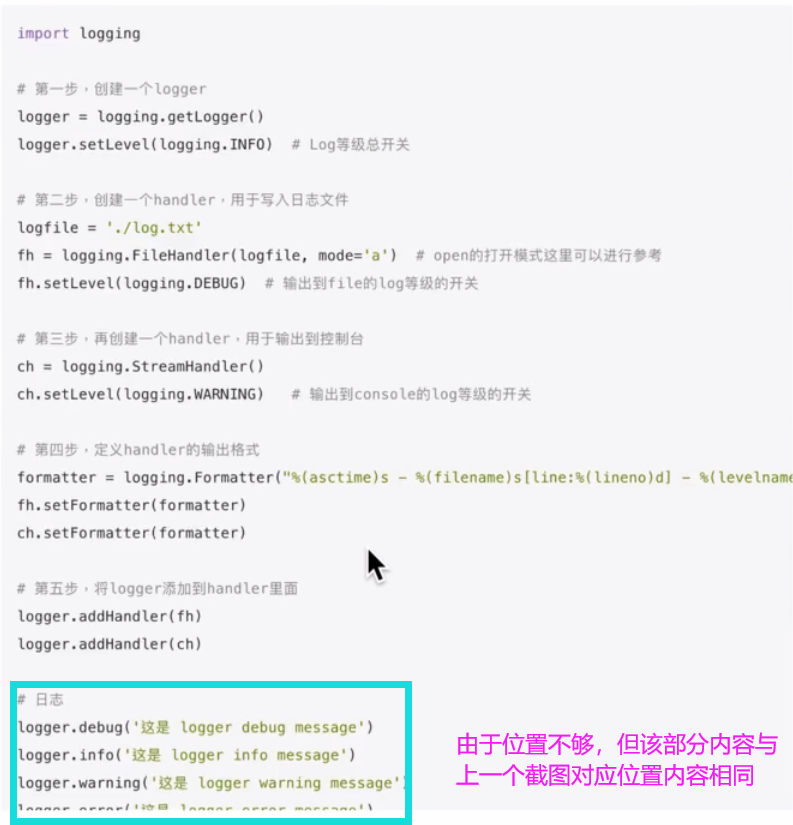 import logging
# 第一步，创建一个logger
logger = logging.getLogger()
logger.setLevel(logging.INFO)  # Log等级总开关
# 第二步，创建一个handler，用于写入日志文件
logfile = './log.txt'
fh = logging.FileHandler(logfile, mode='a')  # open的打开模式这里可以进行参考
fh.setLevel(logging.DEBUG)  # 输出到file的log等级的开关
# 第三步，再创建一个handler，用于输出到控制台
ch = logging.StreamHandler()
ch.setLevel(logging.WARNING)   # 输出到console的log等级的开关
# 第四步，定义handler的输出格式
formatter = logging.Formatter("%(asctime)s - %(filename)s[line:%(lineno)d] - %(levelname
fh.setFormatter(formatter)
ch.setFormatter(formatter)
# 第五步，将logger添加到handler里面
logger.addHandler(fh)
logger.addHandler(ch)
# 日志
logger.debug('这是 logger debug message')
logger.info('这是 logger info message')
logger.warning('这是 logger warning message')
logger.error('这是 logger error message')
由于位置不够，但该部分内容与
上一个截图对应位置内容相同